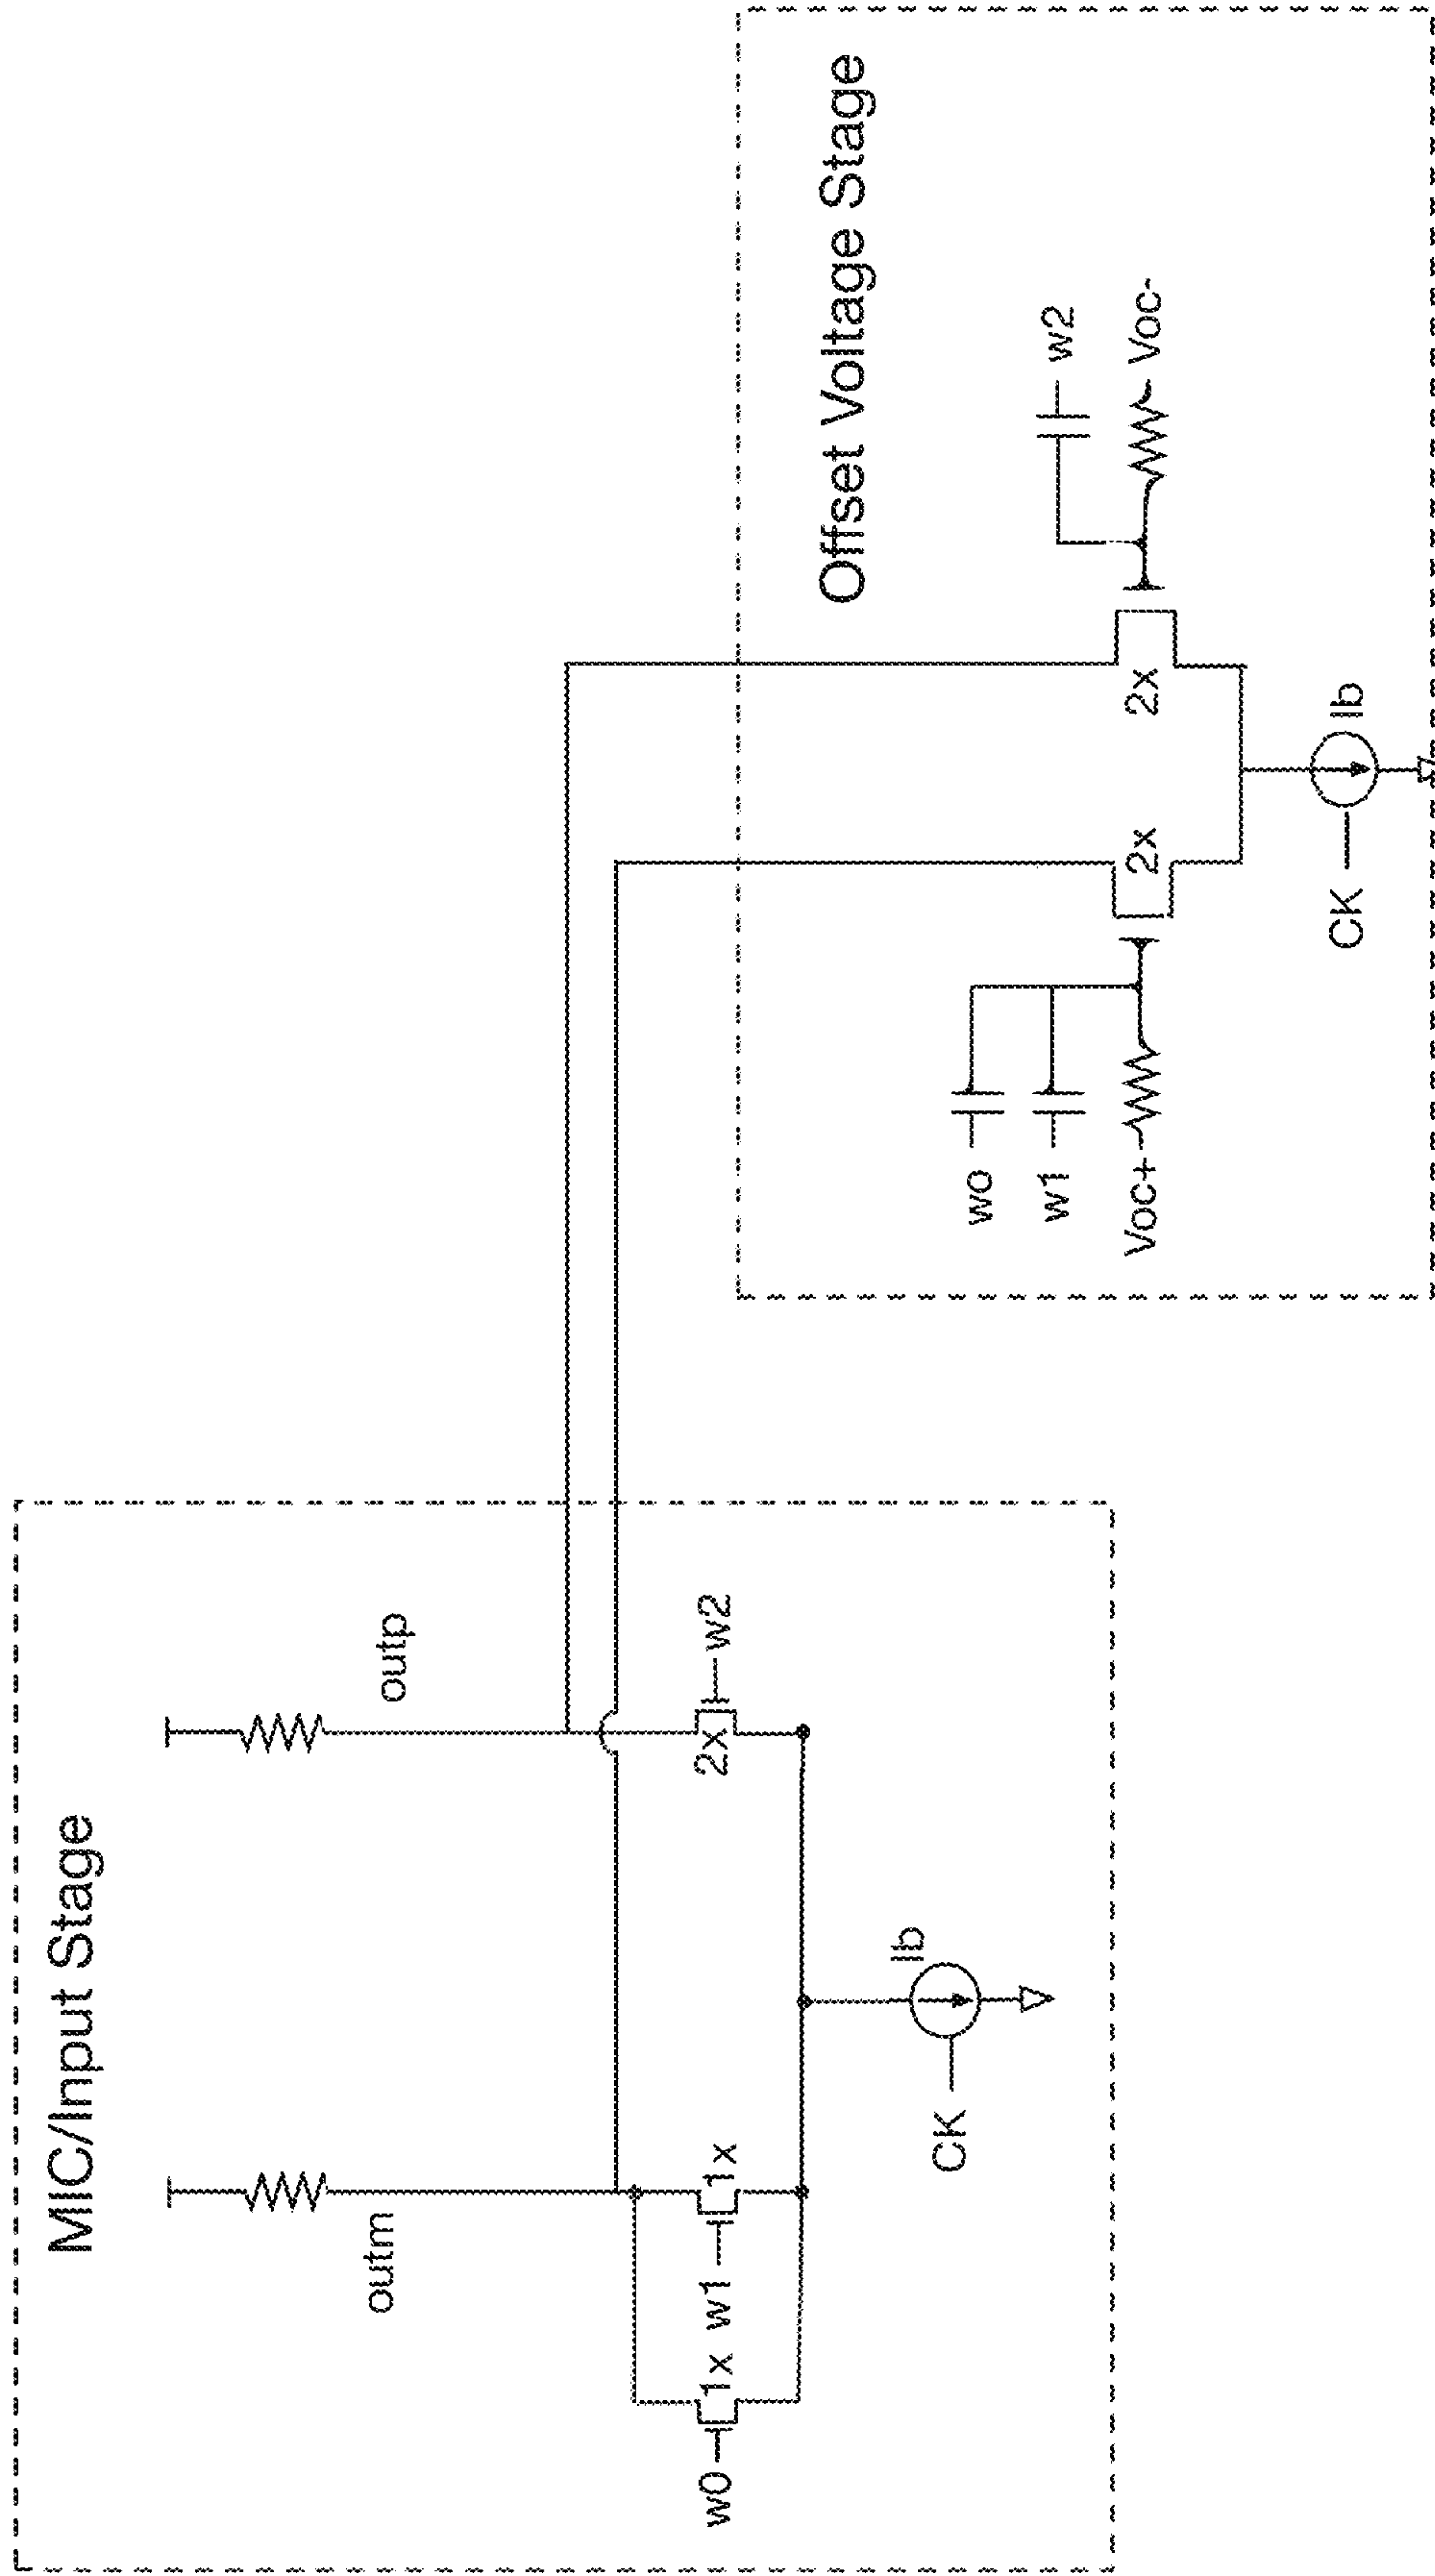 MIC/Input Stage
outm
outp
w0
1x
w1
1x
2x
w2
CK
Ib
Offset Voltage Stage
wo
w1
Voc+
2x
2x
w2
Voc-
CK
Ib